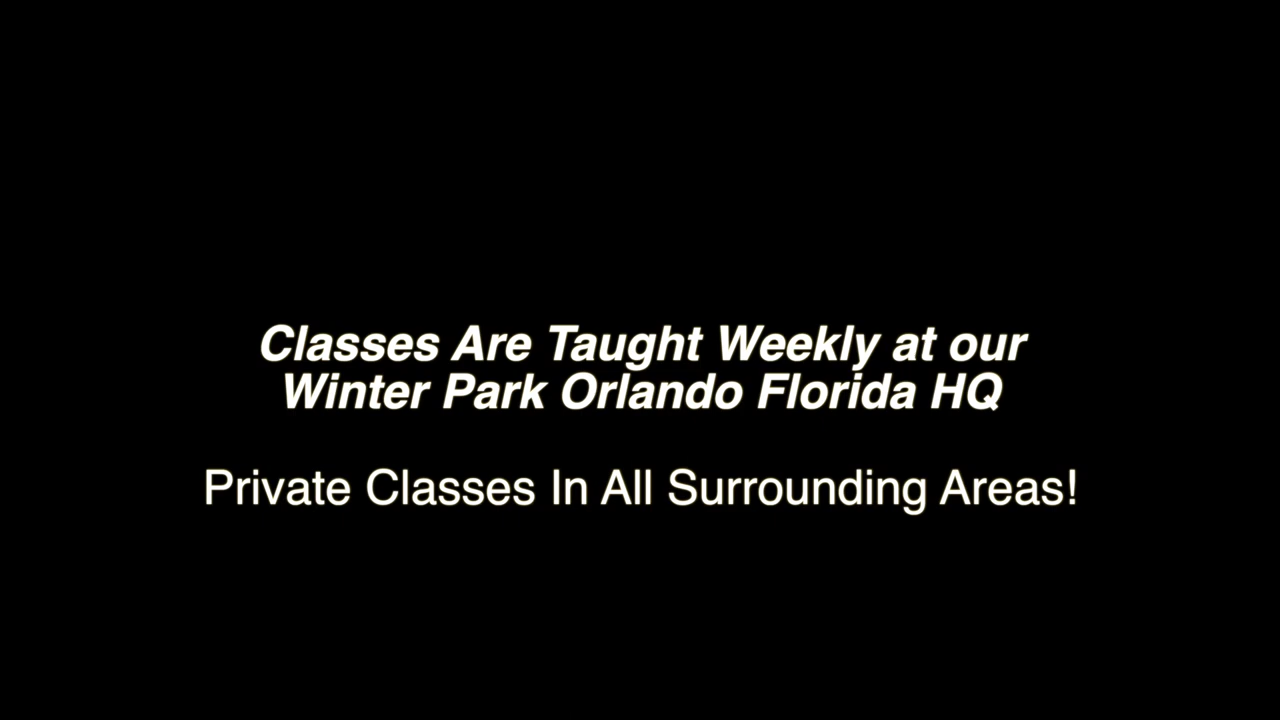 Classes Are Taught Weekly at our
Winter Park Orlando Florida HQ
Private Classes In All Surrounding Areas!